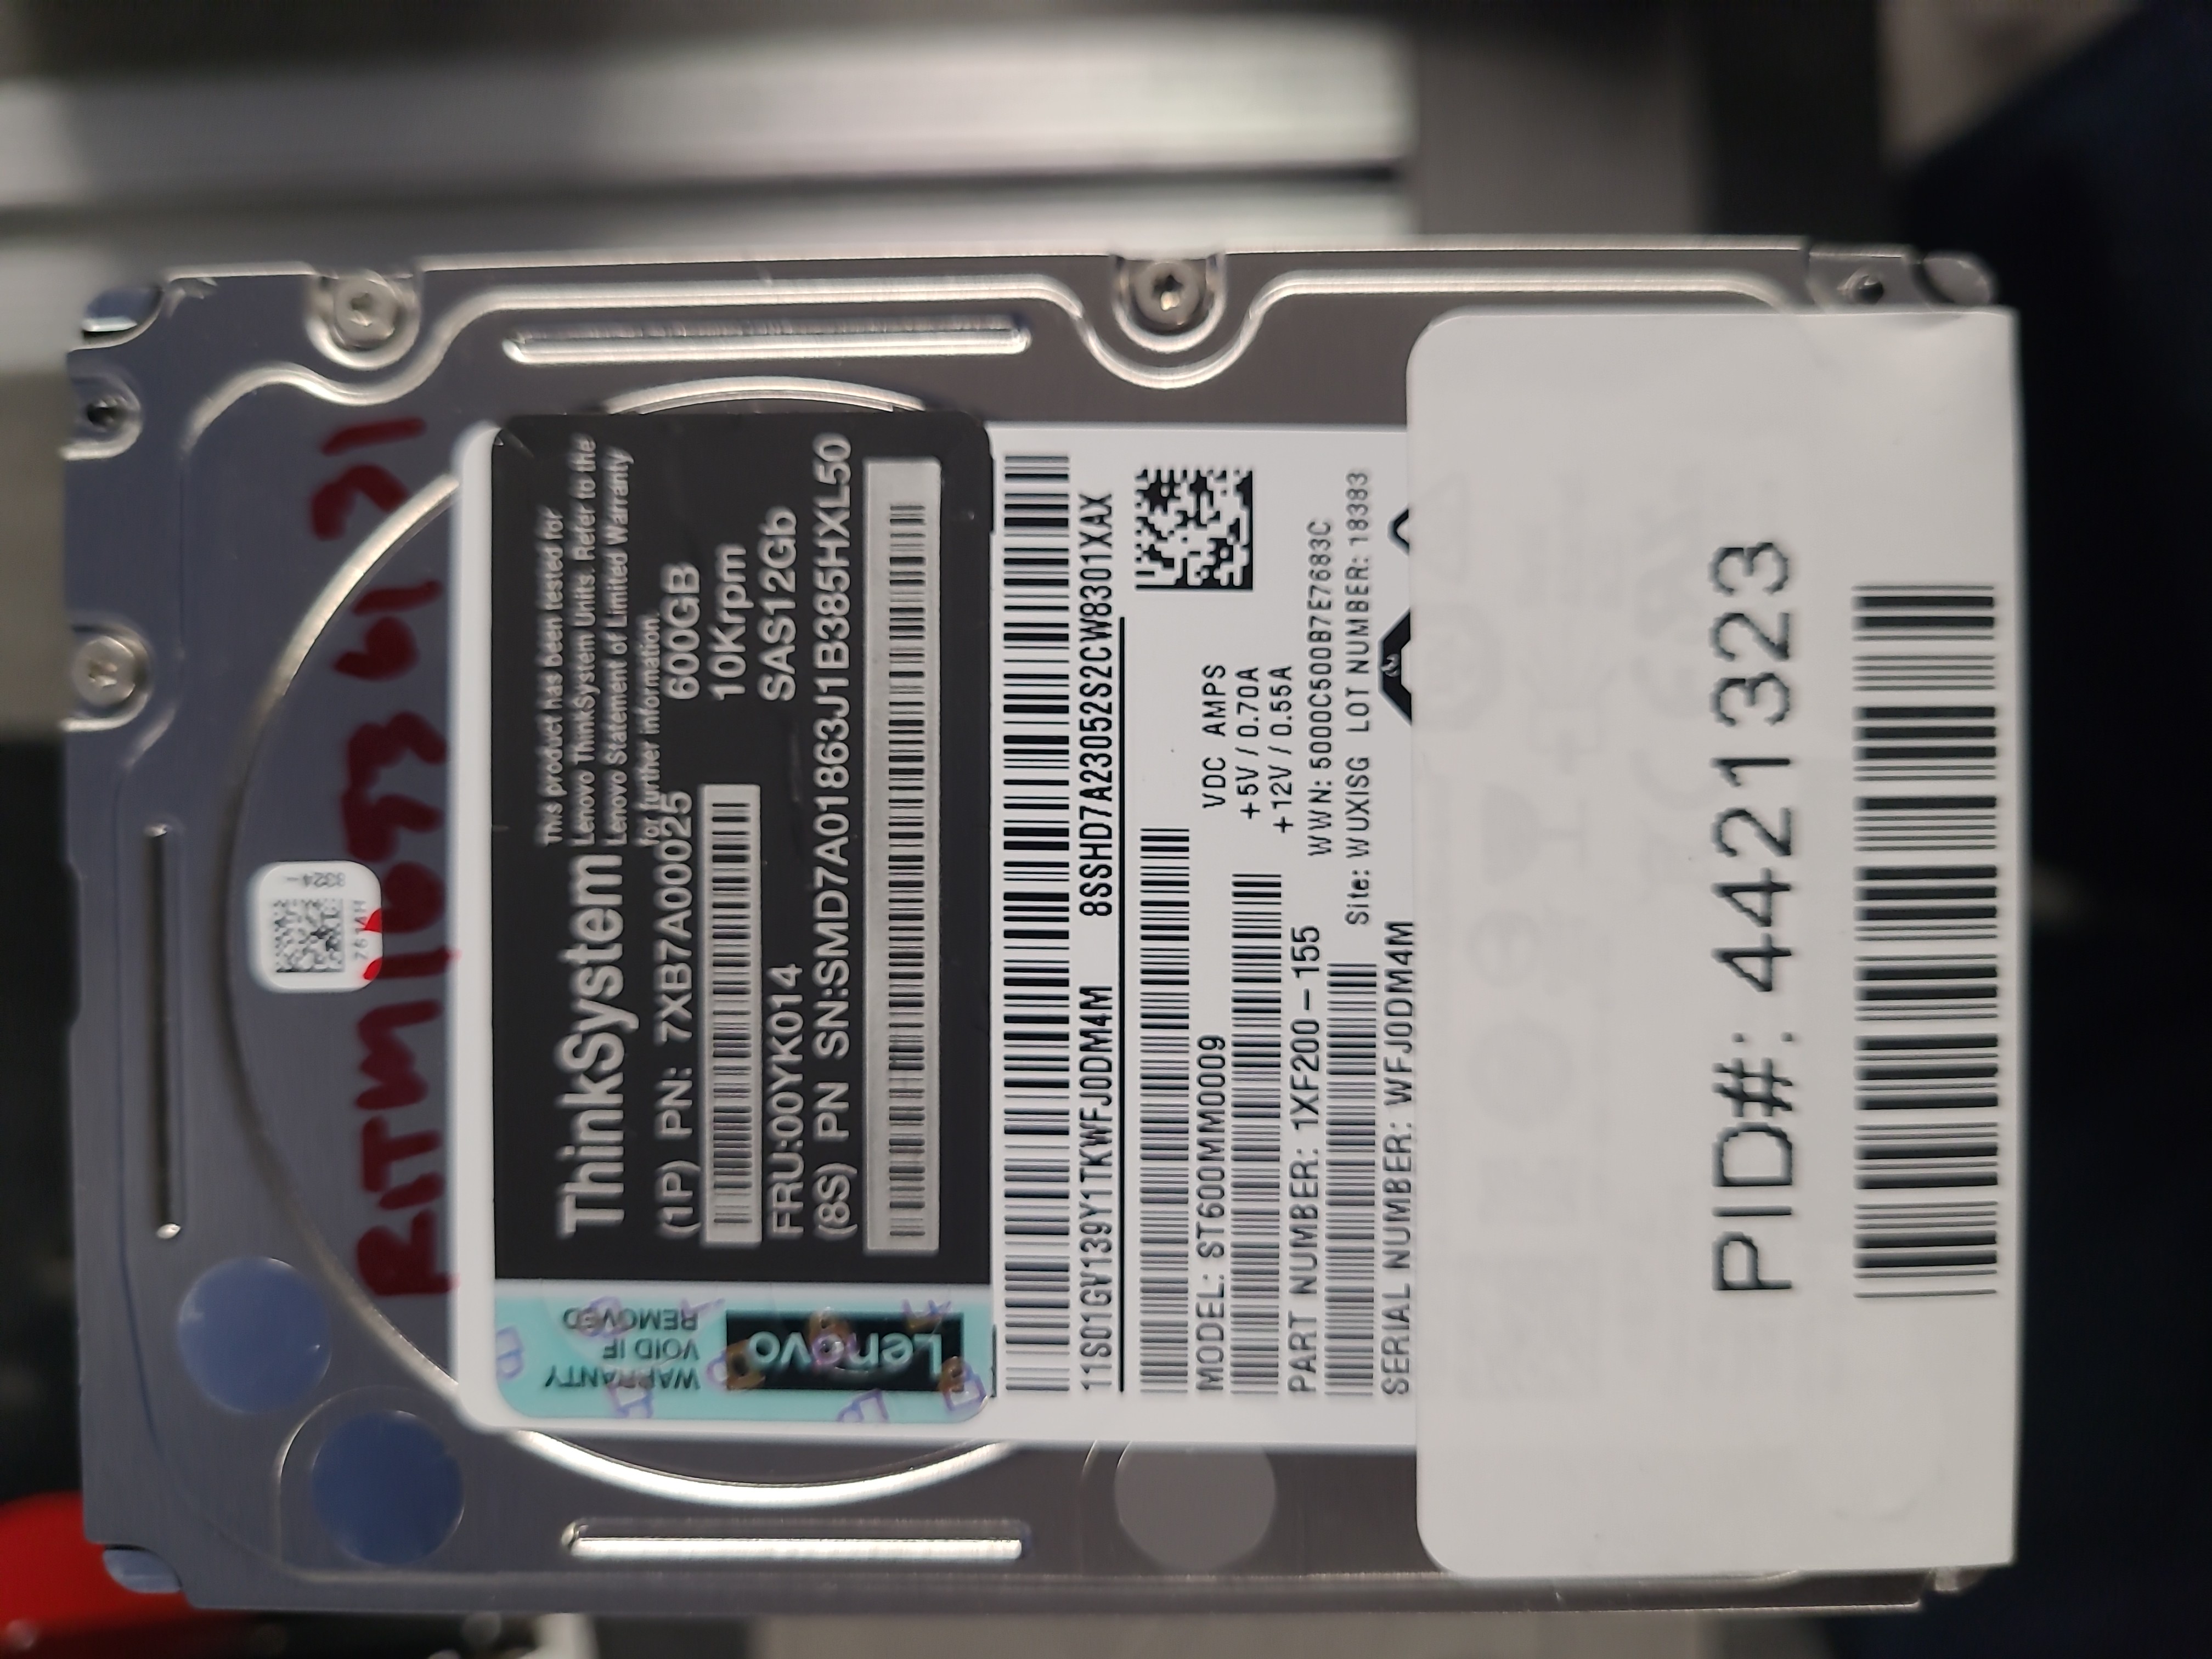 WARRANTY
VOID IF
REMOVED
Lenovo
ThinkSystem
This product has been tested for
Lenovo ThinkSystem Units. Refer to the
Lenovo Statement of Limited Warranty
for further information.
(1P) PN: 7XB7A00025
600GB
10Krpm
FRU:00YK014
SAS12Gb
(8S) PN SN:SMD7A01863J1B385HXL50
11S01GV139Y1TKWFJ0DM4M 8SSHD7A23052S2CW8301XAX
MODEL: ST600MM0009
VDC AMPS
+5V / 0.70A
+12V / 0.55A
PART NUMBER: 1XF200-155
WWN: 5000C500B7E7683C
Site: WUXISG LOT NUMBER: 18383
SERIAL NUMBER: WFJ0DM4M
PID#: 4421323